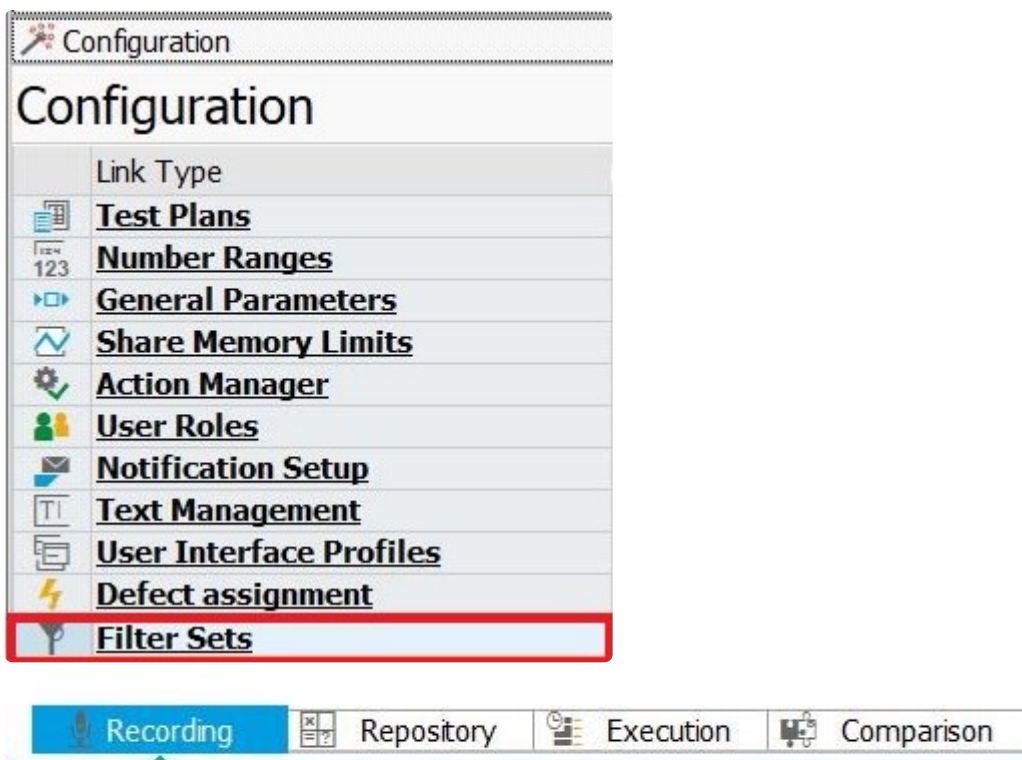 Configuration
Configuration
Link Type
Test Plans
123
Number Ranges
General Parameters
Share Memory Limits
Action Manager
User Roles
Notification Setup
Text Management
User Interface Profiles
Defect assignment
Filter Sets
Recording Repository Execution Comparison